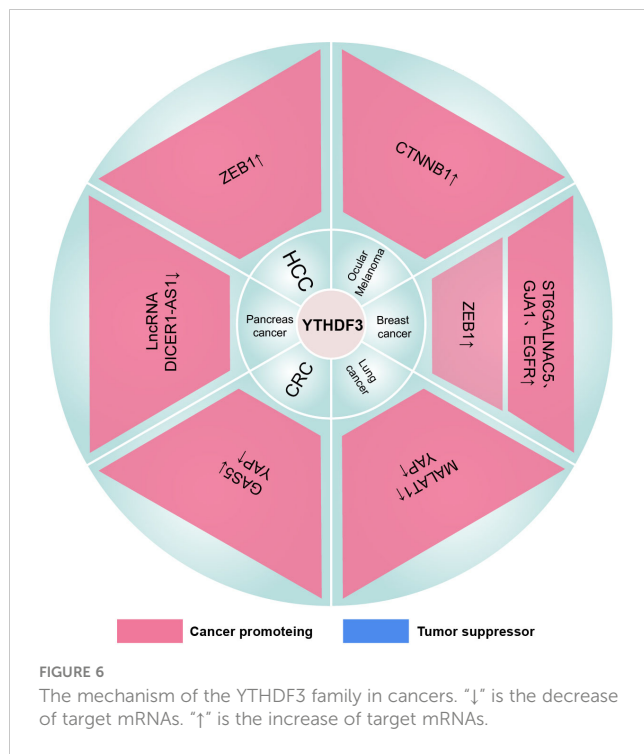 ZEB1↑
CTNNB1↑
LncRNA
DICER1-AS1↓
HCC
Ocular
Melanoma
Pancreas
cancer
YTHDF3
Breast
cancer
CRC
Lung
cancer
ZEB1↑
ST6GALNAC5、
GJA1、EGFR↑
GAS5↓
YAP↑
MALAT1↑
YAP↑
Cancer promoteing
Tumor suppressor
FIGURE 6
The mechanism of the YTHDF3 family in cancers. “↓” is the decrease
of target mRNAs. “↑” is the increase of target mRNAs.